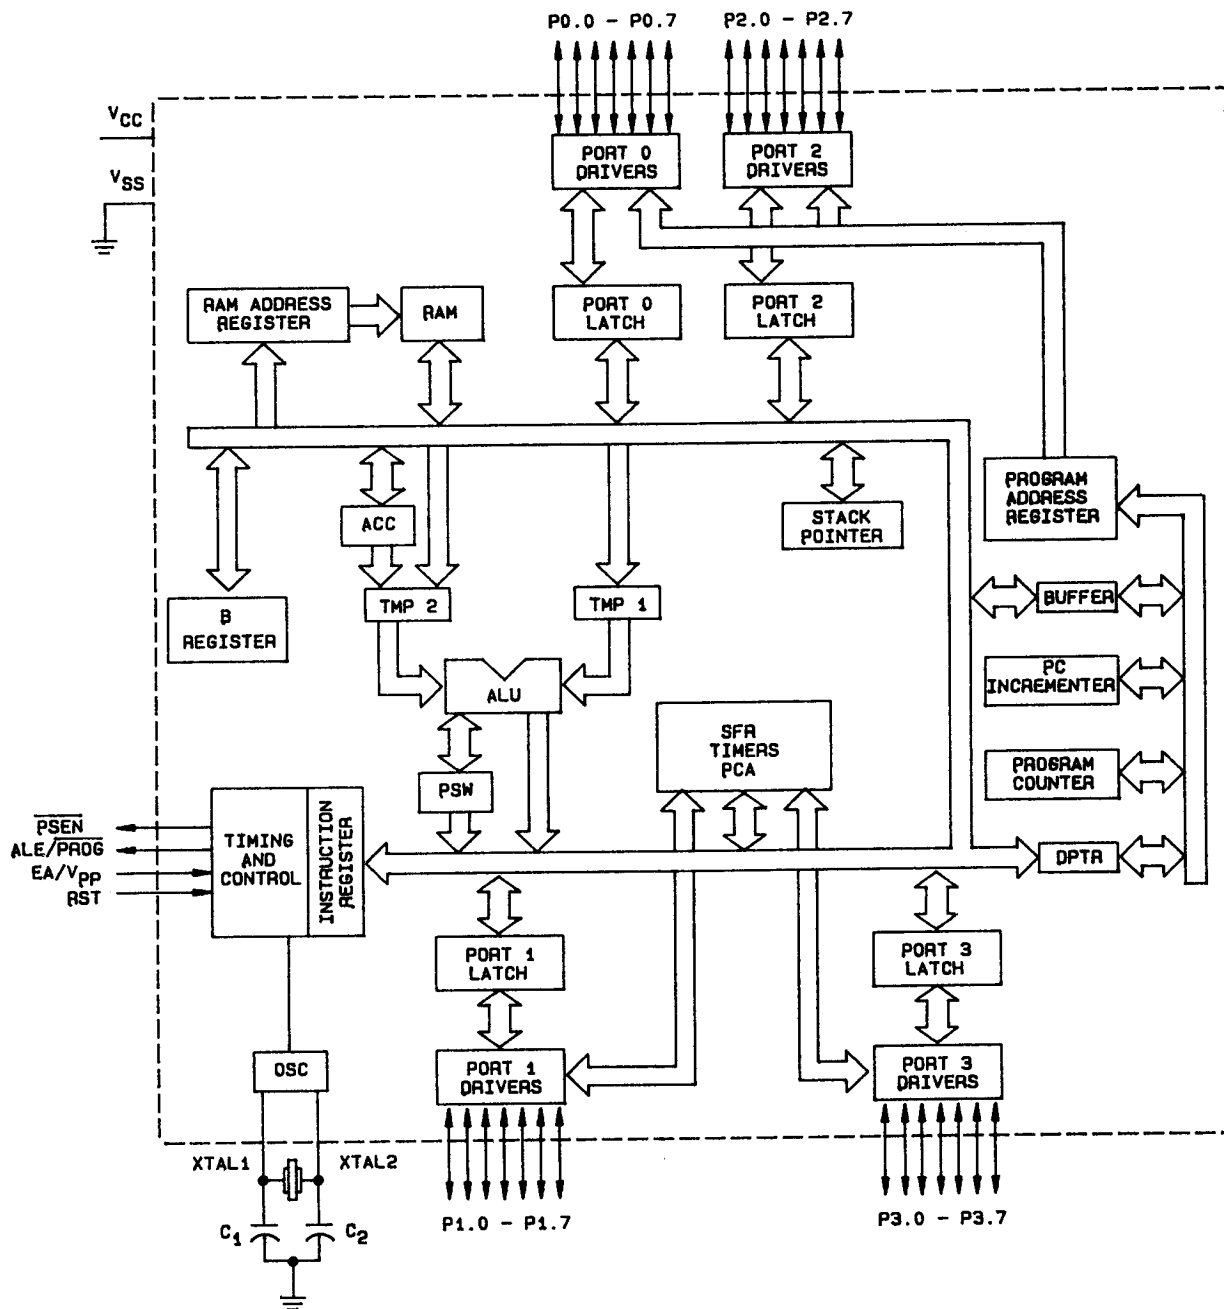 P0.0 - P0.7
P2.0 - P2.7
VCC
VSS
PORT 0
DRIVERS
PORT 2
DRIVERS
RAM ADDRESS
REGISTER
RAM
PORT 0
LATCH
PORT 2
LATCH
PROGRAM
ADDRESS
REGISTER
ACC
STACK
POINTER
B
REGISTER
TMP 2
TMP 1
BUFFER
ALU
PC
INCREMENTER
SFR
TIMERS
PCA
PSW
PROGRAM
COUNTER
PSEN
ALE/PROG
EA/VPP
RST
TIMING
AND
CONTROL
INSTRUCTION
REGISTER
DPTR
PORT 1
LATCH
PORT 3
LATCH
OSC
PORT 1
DRIVERS
PORT 3
DRIVERS
XTAL1
XTAL2
C1
C2
P1.0 - P1.7
P3.0 - P3.7